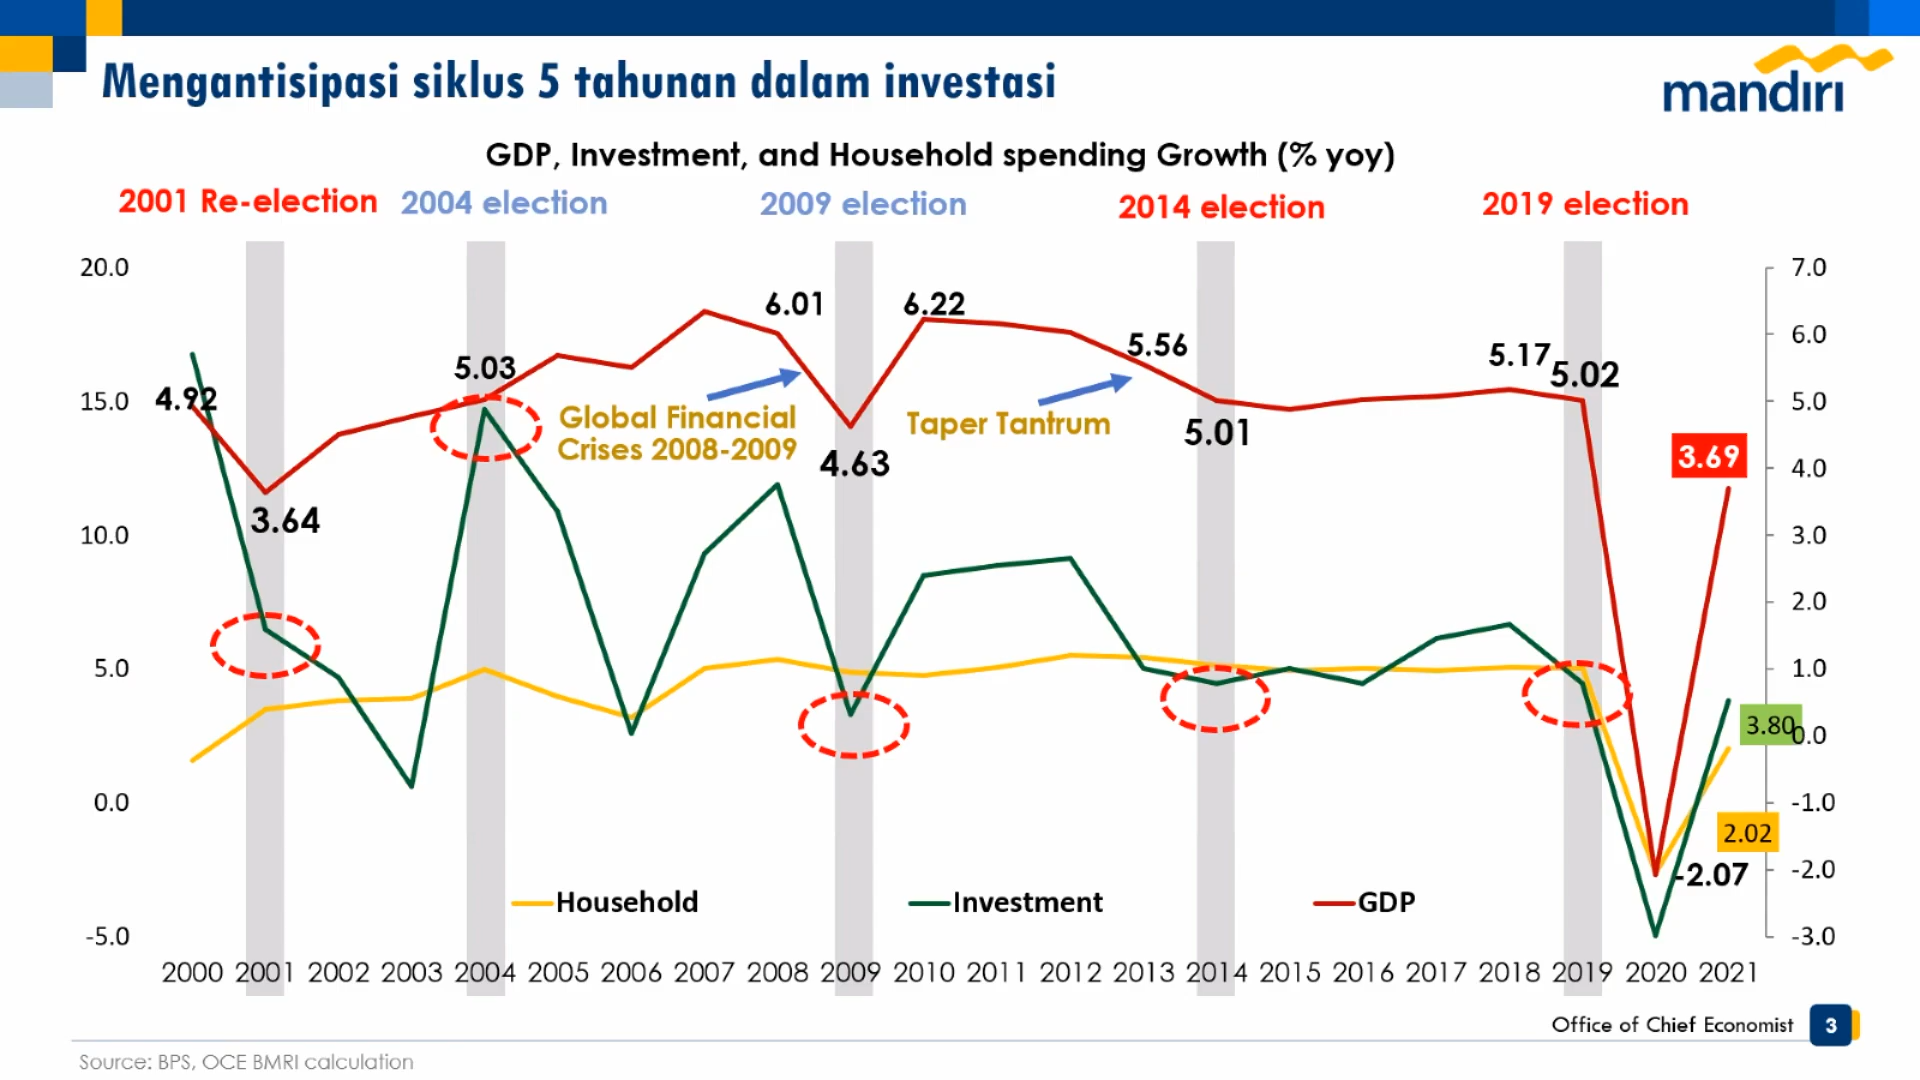 Mengantisipasi siklus 5 tahunan dalam investasi
mandiri
GDP, Investment, and Household spending Growth (% yoy)
2001 Re-election 2004 election 2009 election 2014 election 2019 election
20.0
15.0
10.0
5.0
0.0
-5.0
4.92
3.64
5.03
6.01
4.63
6.22
5.56
5.01
5.17
5.02
-2.07
3.69
3.80
2.02
Global Financial
Crises 2008-2009
Taper Tantrum
7.0
6.0
5.0
4.0
3.0
2.0
1.0
0.0
-1.0
-2.0
-3.0
Household Investment GDP
2000 2001 2002 2003 2004 2005 2006 2007 2008 2009 2010 2011 2012 2013 2014 2015 2016 2017 2018 2019 2020 2021
Office of Chief Economist 3
Source: BPS, OCE BMRI calculation